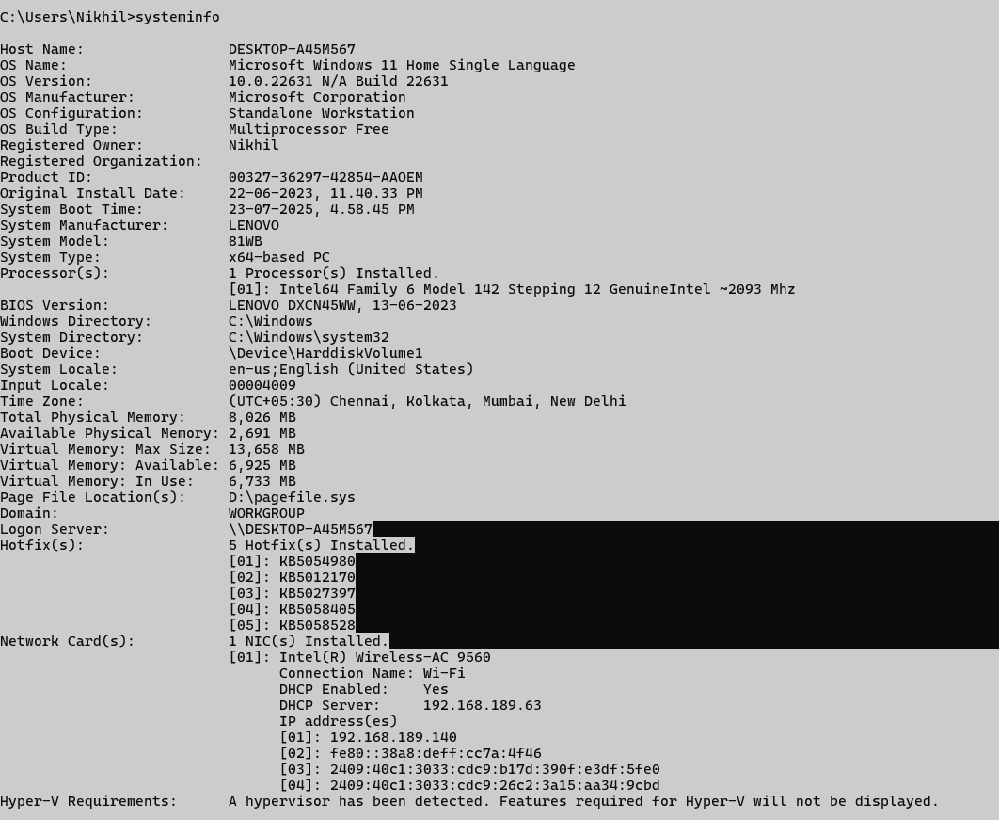 C:\Users\Nikhil>systeminfo
Host Name: DESKTOP-A45M567
OS Name: Microsoft Windows 11 Home Single Language
OS Version: 10.0.22631 N/A Build 22631
OS Manufacturer: Microsoft Corporation
OS Configuration: Standalone Workstation
OS Build Type: Multiprocessor Free
Registered Owner: Nikhil
Registered Organization:
Product ID: 00327-36297-42854-AAOEM
Original Install Date: 22-06-2023, 11.40.33 PM
System Boot Time: 23-07-2025, 4.58.45 PM
System Manufacturer: LENOVO
System Model: 81WB
System Type: x64-based PC
Processor(s): 1 Processor(s) Installed.
[01]: Intel64 Family 6 Model 142 Stepping 12 GenuineIntel ~2093 Mhz
BIOS Version: LENOVO DXCN45WW, 13-06-2023
Windows Directory: C:\Windows
System Directory: C:\Windows\system32
Boot Device: \Device\HarddiskVolume1
System Locale: en-us;English (United States)
Input Locale: 00004009
Time Zone: (UTC+05:30) Chennai, Kolkata, Mumbai, New Delhi
Total Physical Memory: 8,026 MB
Available Physical Memory: 2,691 MB
Virtual Memory: Max Size: 13,658 MB
Virtual Memory: Available: 6,925 MB
Virtual Memory: In Use: 6,733 MB
Page File Location(s): D:\pagefile.sys
Domain: WORKGROUP
Logon Server: \\DESKTOP-A45M567
Hotfix(s): 5 Hotfix(s) Installed.
[01]: KB5054980
[02]: KB5012170
[03]: KB5027397
[04]: KB5058405
[05]: KB5058528
Network Card(s): 1 NIC(s) Installed.
[01]: Intel(R) Wireless-AC 9560
Connection Name: Wi-Fi
DHCP Enabled: Yes
DHCP Server: 192.168.189.63
IP address(es)
[01]: 192.168.189.140
[02]: fe80::38a8:deff:cc7a:4f46
[03]: 2409:40c1:3033:cdc9:b17d:390f:e3df:5fe0
[04]: 2409:40c1:3033:cdc9:26c2:3a15:aa34:9cbd
Hyper-V Requirements: A hypervisor has been detected. Features required for Hyper-V will not be displayed.